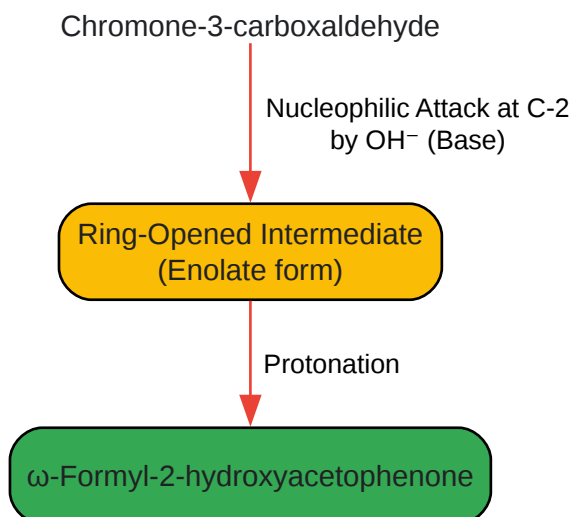 Chromone-3-carboxaldehyde
Nucleophilic Attack at C-2
by OH⁻ (Base)
Ring-Opened Intermediate
(Enolate form)
Protonation
ω-Formyl-2-hydroxyacetophenone